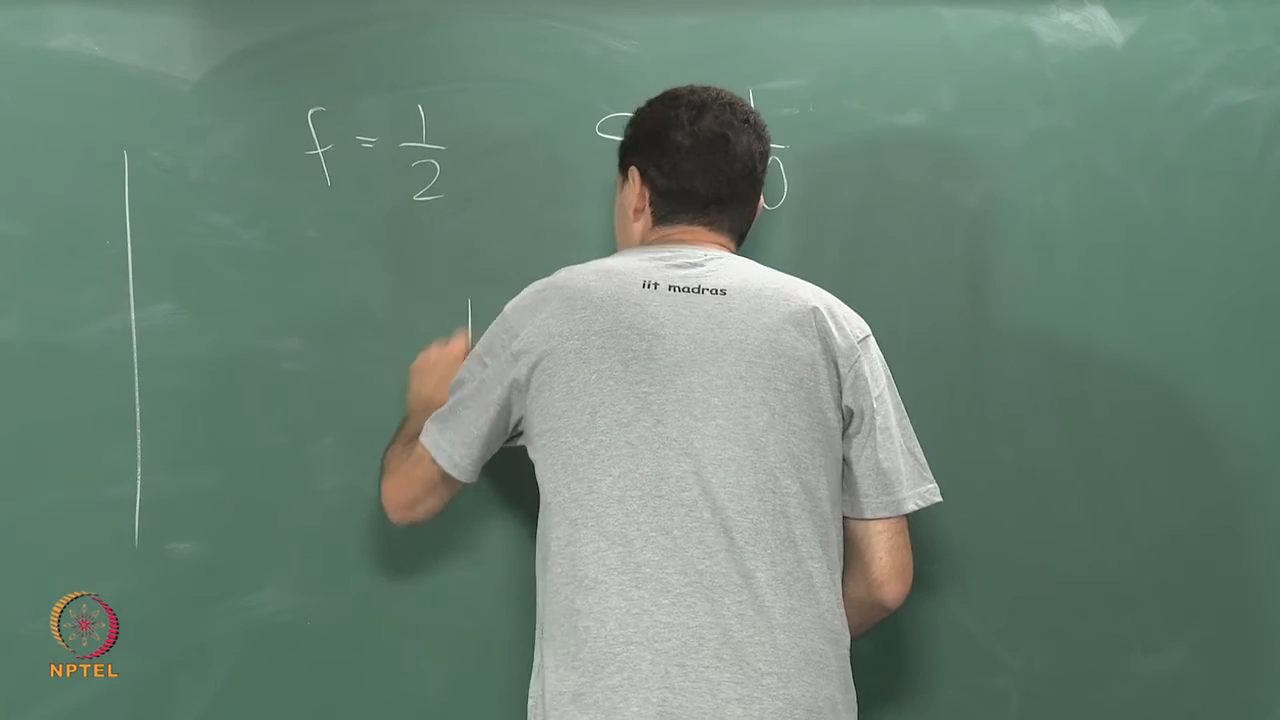 f = 1/2
iit madras
NPTEL